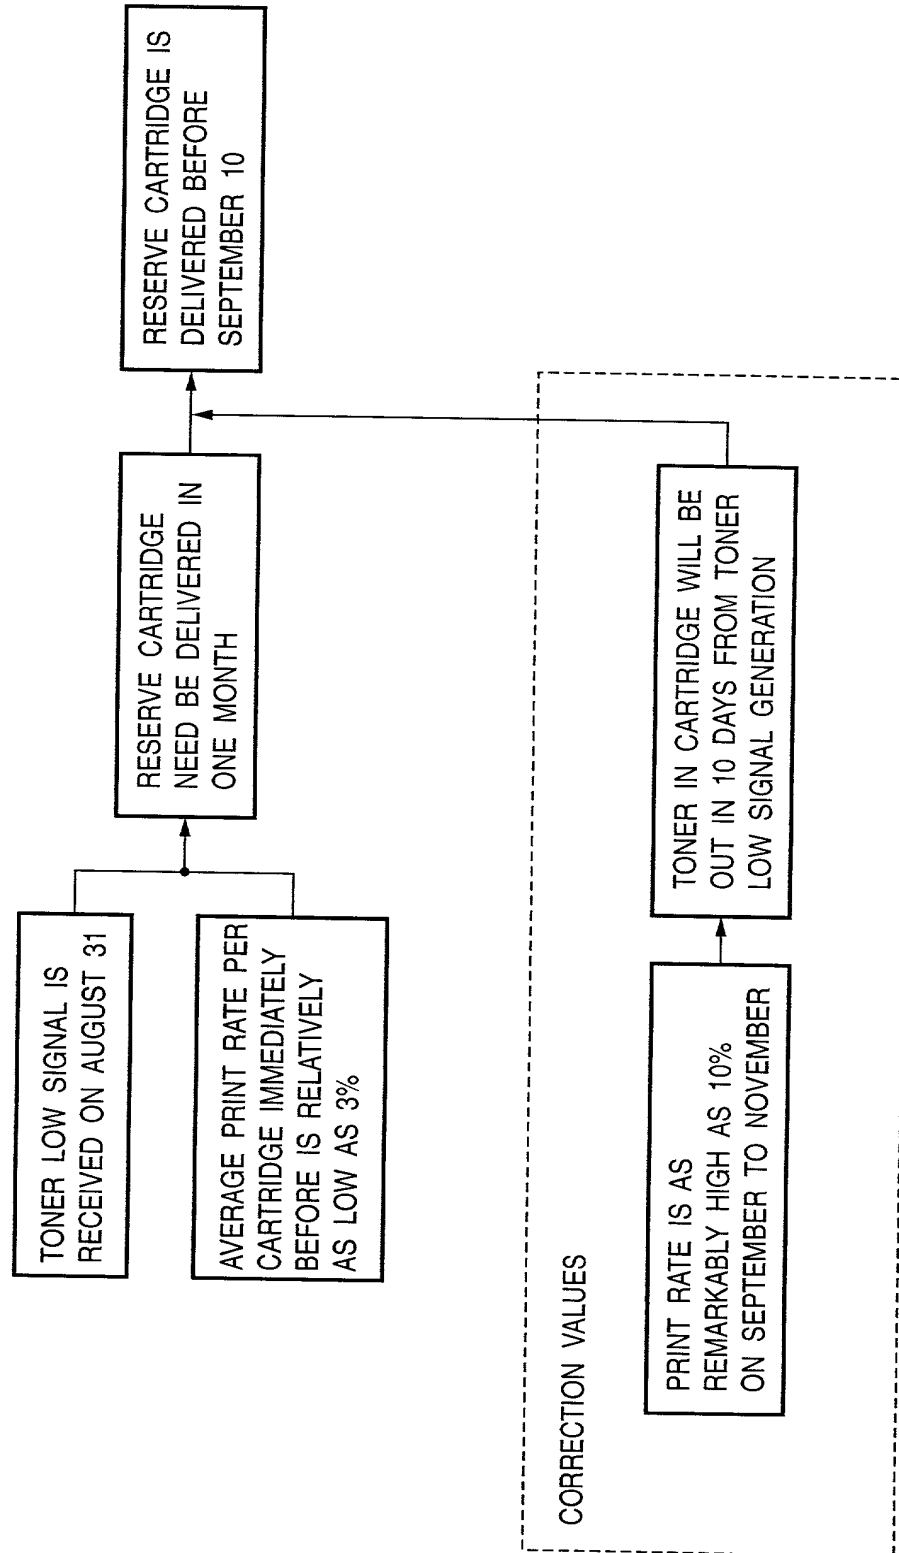 TONER LOW SIGNAL IS
RECEIVED ON AUGUST 31
AVERAGE PRINT RATE PER
CARTRIDGE IMMEDIATELY
BEFORE IS RELATIVELY
AS LOW AS 3%
RESERVE CARTRIDGE
NEED BE DELIVERED IN
ONE MONTH
RESERVE CARTRIDGE IS
DELIVERED BEFORE
SEPTEMBER 10
CORRECTION VALUES
PRINT RATE IS AS
REMARKABLY HIGH AS 10%
ON SEPTEMBER TO NOVEMBER
TONER IN CARTRIDGE WILL BE
OUT IN 10 DAYS FROM TONER
LOW SIGNAL GENERATION